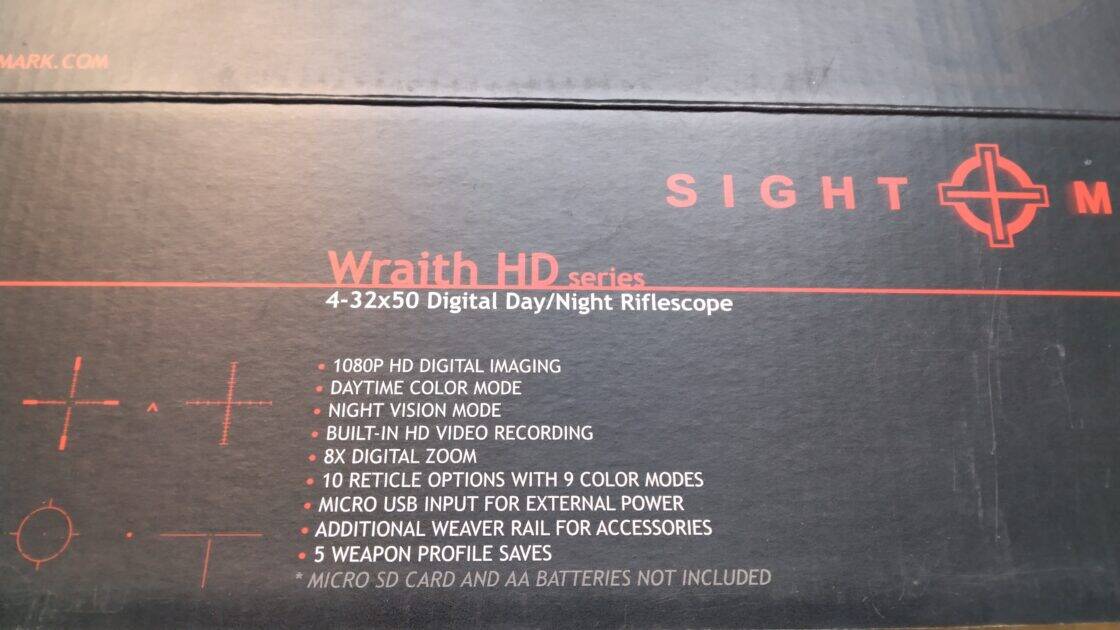 MARK.COM
SIGHT M
Wraith HD series
4-32x50 Digital Day/Night Riflescope
• 1080P HD DIGITAL IMAGING
• DAYTIME COLOR MODE
• NIGHT VISION MODE
• BUILT-IN HD VIDEO RECORDING
• 8X DIGITAL ZOOM
• 10 RETICLE OPTIONS WITH 9 COLOR MODES
• MICRO USB INPUT FOR EXTERNAL POWER
• ADDITIONAL WEAVER RAIL FOR ACCESSORIES
• 5 WEAPON PROFILE SAVES
* MICRO SD CARD AND AA BATTERIES NOT INCLUDED